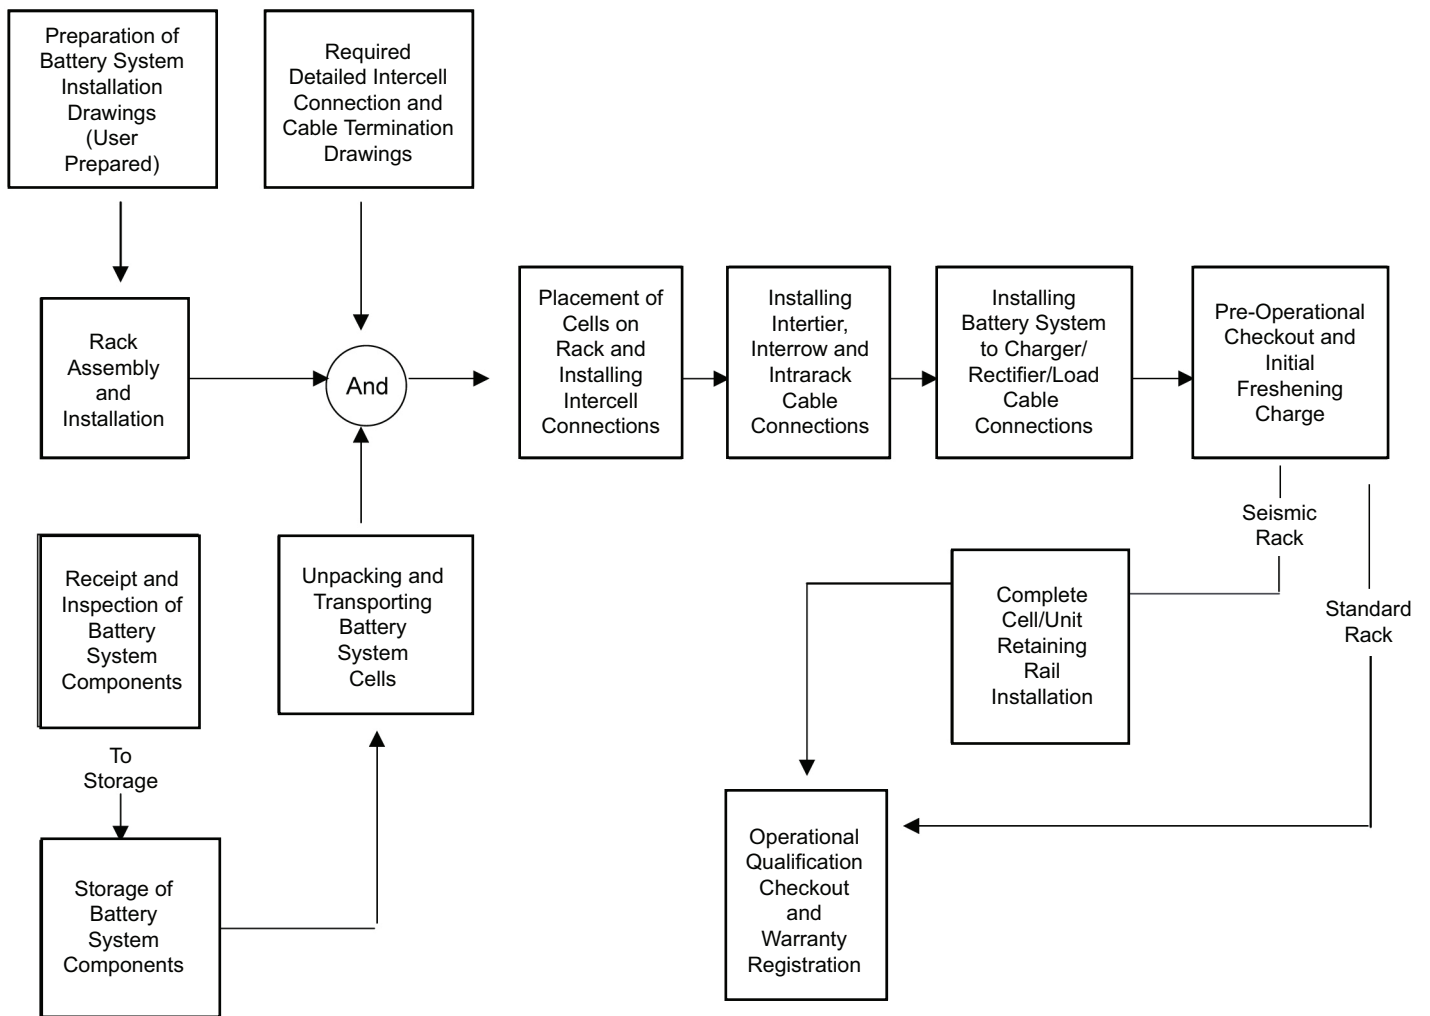 Preparation of
Battery System
Installation
Drawings
(User
Prepared)
Required
Detailed Intercell
Connection and
Cable Termination
Drawings
Rack
Assembly
and
Installation
And
Placement of
Cells on
Rack and
Installing
Intercell
Connections
Installing
Intertier,
Interrow and
Intrarack
Cable
Connections
Installing
Battery System
to Charger/
Rectifier/Load
Cable
Connections
Pre-Operational
Checkout and
Initial
Freshening
Charge
Seismic
Rack
Standard
Rack
Receipt and
Inspection of
Battery
System
Components
Unpacking and
Transporting
Battery
System
Cells
Complete
Cell/Unit
Retaining
Rail
Installation
To
Storage
Storage of
Battery
System
Components
Operational
Qualification
Checkout
and
Warranty
Registration